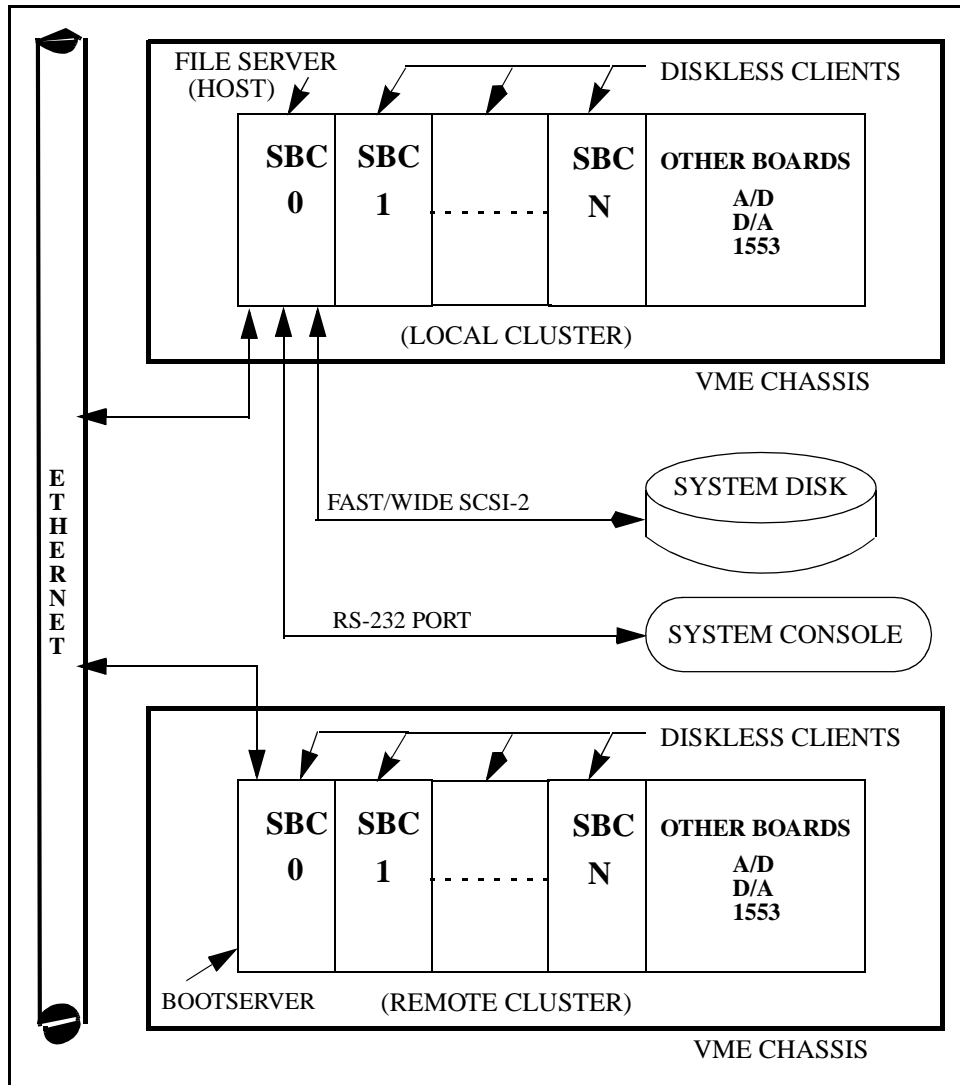 FILE SERVER
(HOST)
DISKLESS CLIENTS
SBC
0
SBC
1
SBC
N
OTHER BOARDS
A/D
D/A
1553
(LOCAL CLUSTER)
VME CHASSIS
ETHERNET
FAST/WIDE SCSI-2
SYSTEM DISK
RS-232 PORT
SYSTEM CONSOLE
DISKLESS CLIENTS
SBC
0
SBC
1
SBC
N
OTHER BOARDS
A/D
D/A
1553
BOOTSERVER
(REMOTE CLUSTER)
VME CHASSIS